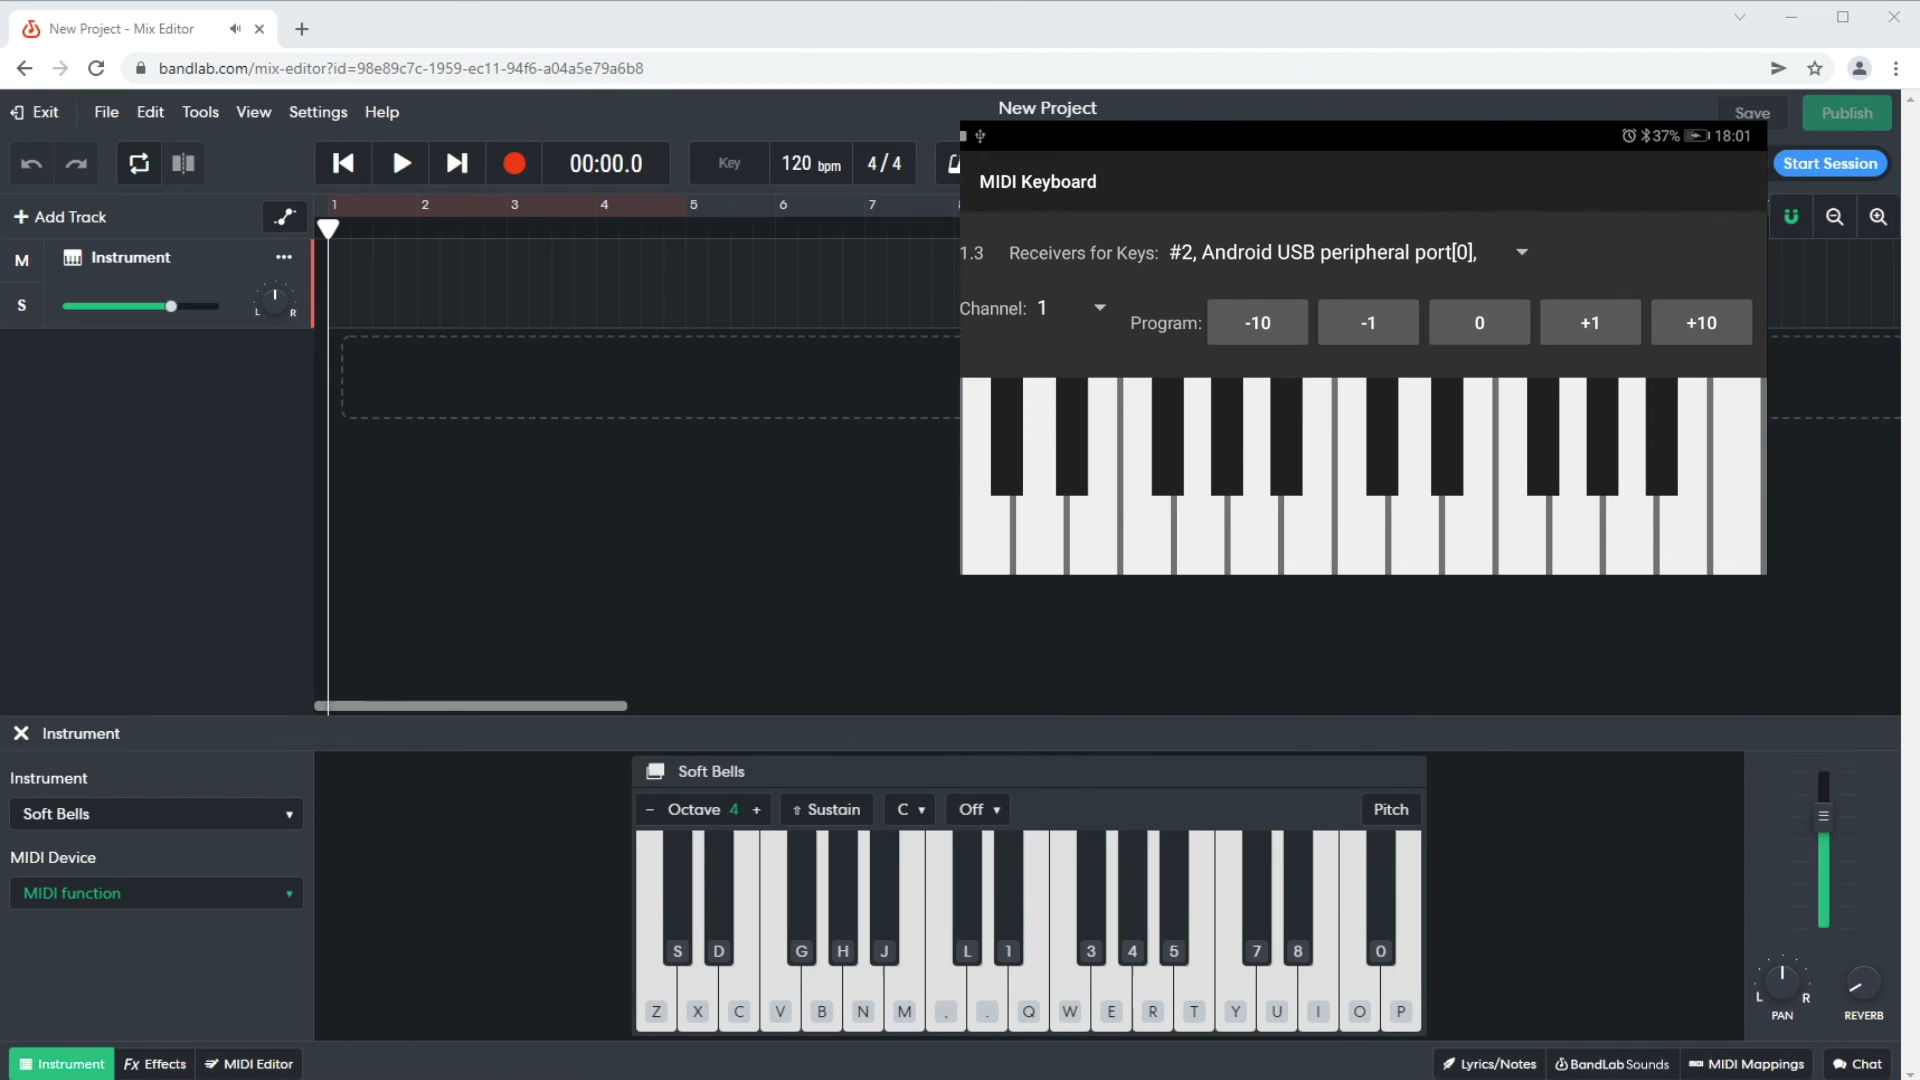 New Project - Mix Editor
bandlab.com/mix-editor?id=98e89c7c-1959-ec11-94f6-a04a5e79a6b8
Exit File Edit Tools View Settings Help
New Project
Save Publish
37% 18:01
00:00.0 Key 120 bpm 4/4
Start Session
MIDI Keyboard
+ Add Track
1 2 3 4 5 6 7
1.3 Receivers for Keys: #2, Android USB peripheral port[0],
M Instrument •••
S L R
Channel: 1 Program: -10 -1 0 +1 +10
Instrument
Instrument
Soft Bells
MIDI Device
MIDI function
Soft Bells
− Octave 4 + Sustain C Off Pitch
S D G H J L 1 3 4 5 7 8 0
Z X C V B N M , . Q W E R T Y U I O P
L R
PAN REVERB
Instrument Fx Effects MIDI Editor Lyrics/Notes BandLab Sounds MIDI Mappings Chat